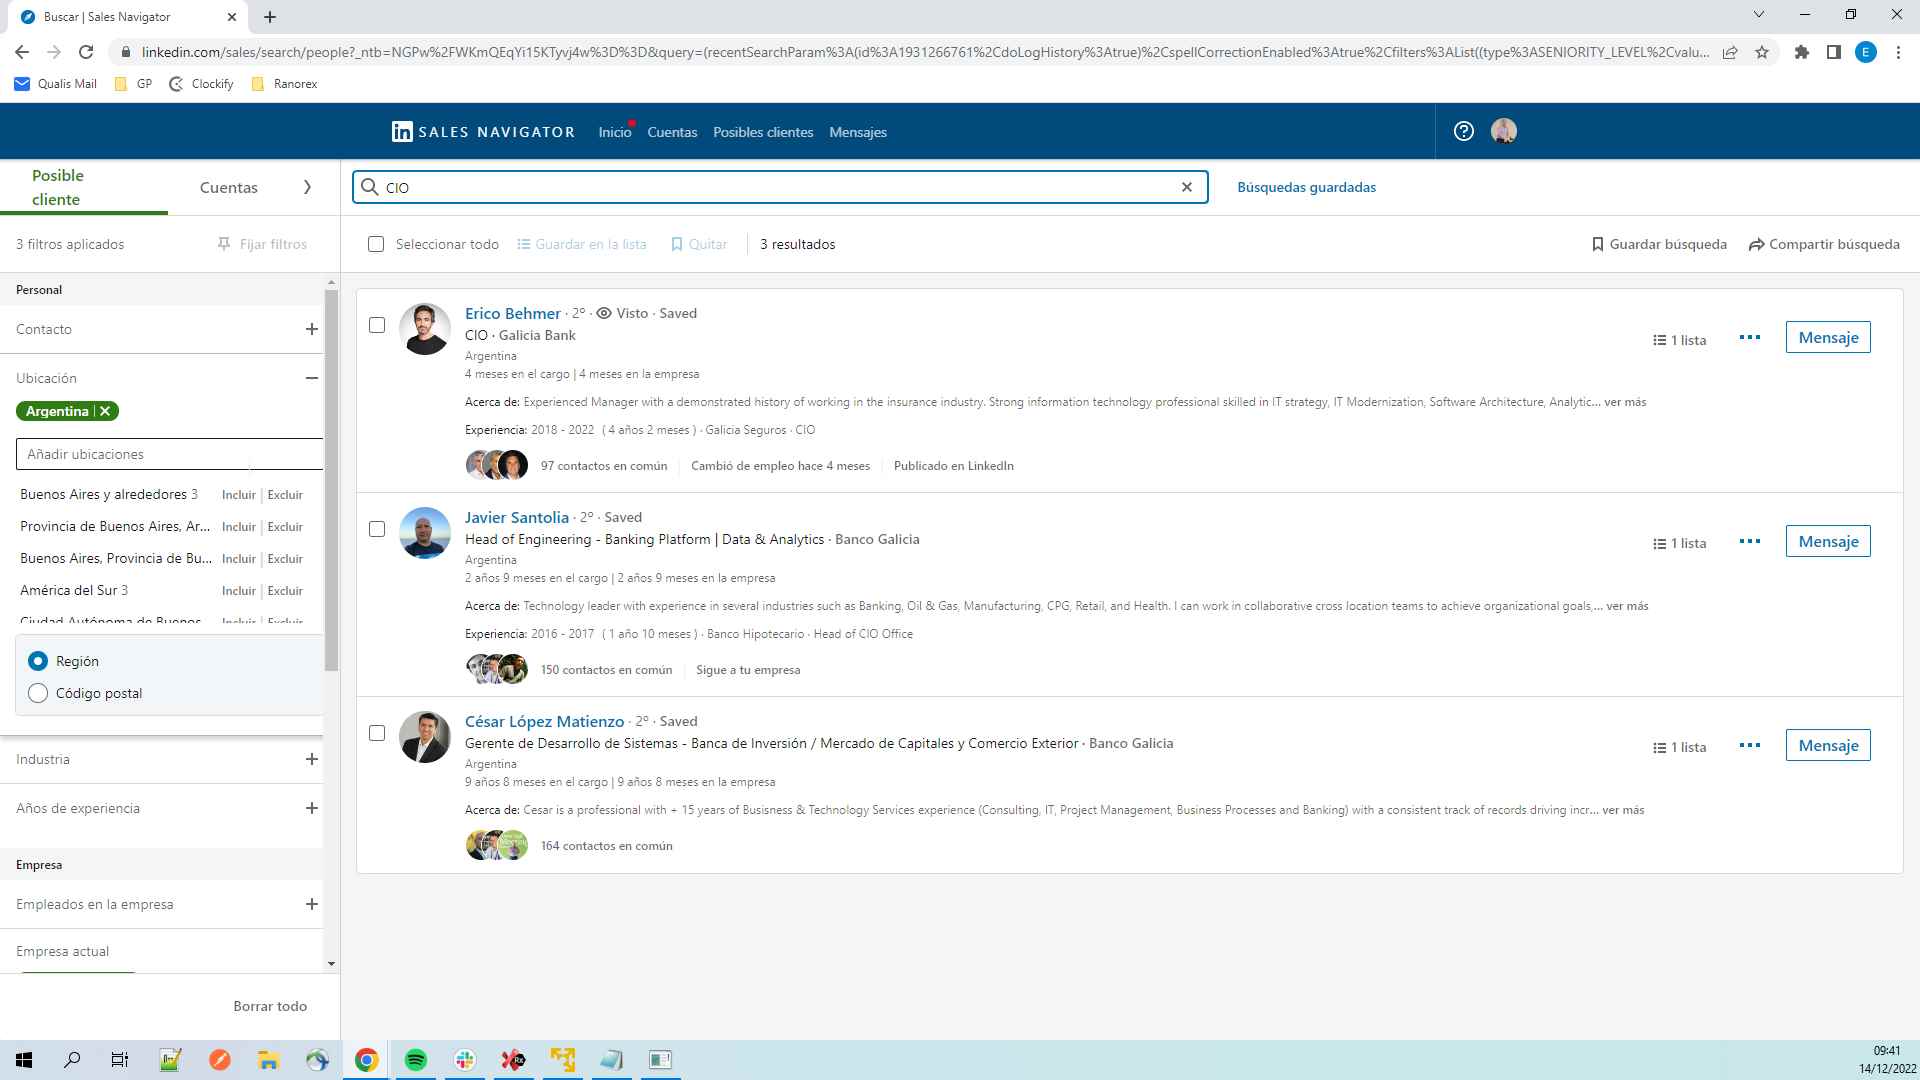 Buscar | Sales Navigator
linkedin.com/sales/search/people?_ntb=NGPw%2FWKmQEqYi15KTyvj4w%3D%3D&query=(recentSearchParam%3A(id%3A1931266761%2CdoLogHistory%3Atrue)%2CspellCorrectionEnabled%3Atrue%2Cfilters%3AList((type%3ASENIORITY_LEVEL%2Cvalu...
E
Qualis Mail
GP
Clockify
Ranorex
in SALES NAVIGATOR
Inicio
Cuentas
Posibles clientes
Mensajes
Posible
cliente
Cuentas
CIO
Búsquedas guardadas
3 filtros aplicados
Fijar filtros
Seleccionar todo
Guardar en la lista
Quitar
3 resultados
Guardar búsqueda
Compartir búsqueda
Personal
Contacto
Ubicación
Argentina
Añadir ubicaciones
Buenos Aires y alrededores 3 Incluir | Excluir
Provincia de Buenos Aires, Ar... Incluir | Excluir
Buenos Aires, Provincia de Bu... Incluir | Excluir
América del Sur 3 Incluir | Excluir
Ciudad Autónoma de Buenos Incluir | Excluir
Región
Código postal
Industria
Años de experiencia
Empresa
Empleados en la empresa
Empresa actual
Borrar todo
Erico Behmer · 2º · Visto · Saved
CIO · Galicia Bank
Argentina
4 meses en el cargo | 4 meses en la empresa
Acerca de: Experienced Manager with a demonstrated history of working in the insurance industry. Strong information technology professional skilled in IT strategy, IT Modernization, Software Architecture, Analytic... ver más
Experiencia: 2018 - 2022 ( 4 años 2 meses ) · Galicia Seguros · CIO
97 contactos en común
Cambió de empleo hace 4 meses
Publicado en LinkedIn
1 lista
Mensaje
Javier Santolia · 2º · Saved
Head of Engineering - Banking Platform | Data & Analytics · Banco Galicia
Argentina
2 años 9 meses en el cargo | 2 años 9 meses en la empresa
Acerca de: Technology leader with experience in several industries such as Banking, Oil & Gas, Manufacturing, CPG, Retail, and Health. I can work in collaborative cross location teams to achieve organizational goals,... ver más
Experiencia: 2016 - 2017 ( 1 año 10 meses ) · Banco Hipotecario · Head of CIO Office
150 contactos en común
Sigue a tu empresa
1 lista
Mensaje
César López Matienzo · 2º · Saved
Gerente de Desarrollo de Sistemas - Banca de Inversión / Mercado de Capitales y Comercio Exterior · Banco Galicia
Argentina
9 años 8 meses en el cargo | 9 años 8 meses en la empresa
Acerca de: Cesar is a professional with + 15 years of Busisness & Technology Services experience (Consulting, IT, Project Management, Business Processes and Banking) with a consistent track of records driving incr... ver más
164 contactos en común
1 lista
Mensaje
09:41
14/12/2022